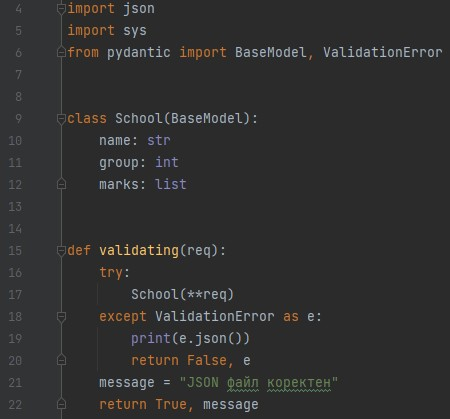 4 import json
5 import sys
6 from pydantic import BaseModel, ValidationError
7
8
9 class School(BaseModel):
10     name: str
11     group: int
12     marks: list
13
14
15 def validating(req):
16     try:
17         School(**req)
18     except ValidationError as e:
19         print(e.json())
20         return False, e
21     message = "JSON файл коректен"
22     return True, message